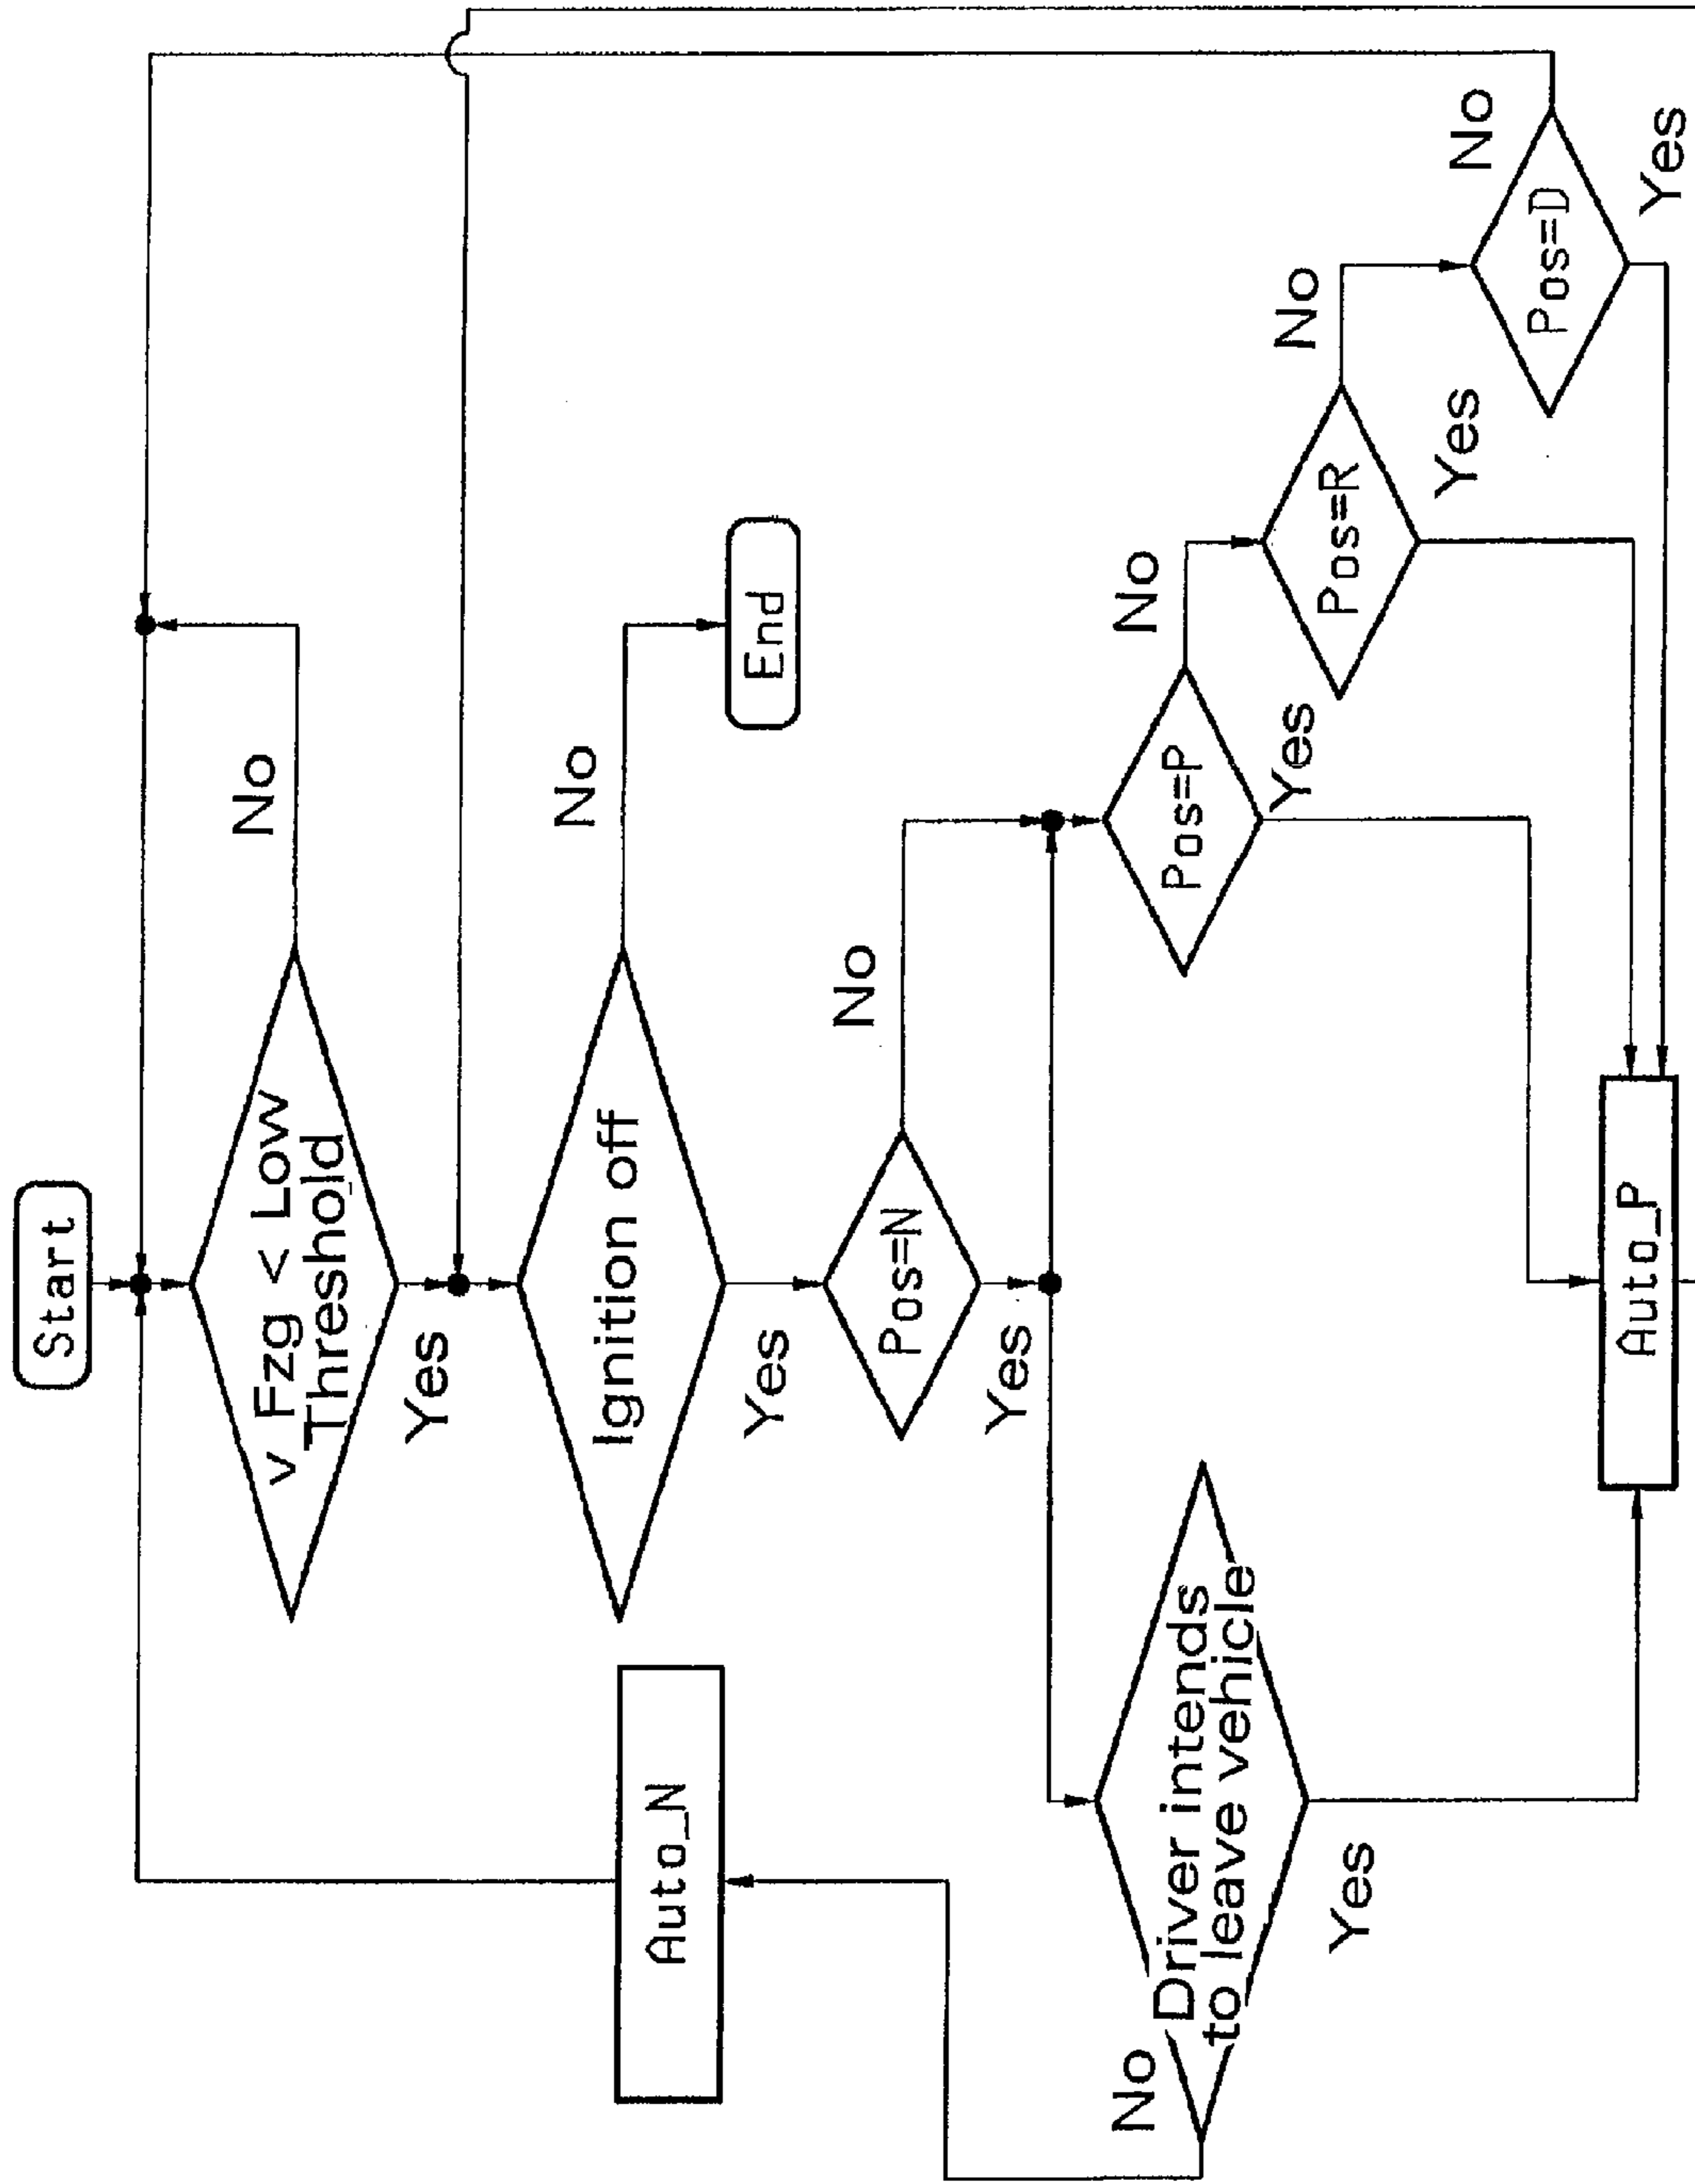 Start
v Fzg < Low
Threshold
No
Yes
Ignition off
No
Yes
End
Auto_N
Pos=N
No
Yes
No
Driver intends
to leave vehicle
Yes
Pos=P
No
Yes
Pos=R
No
Yes
Pos=D
No
Yes
Auto_P